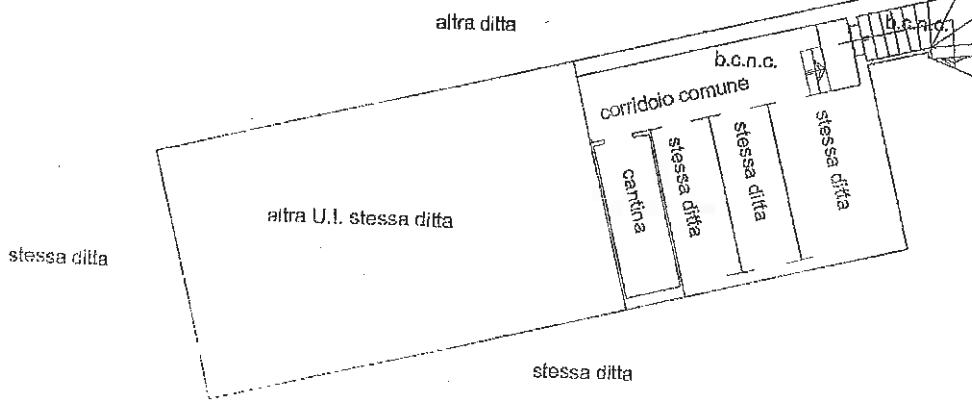 altra ditta
b.c.n.c.
b.c.n.c.
corridoio comune
stessa ditta
stessa ditta
stessa ditta
cantina
altra U.I. stessa ditta
stessa ditta
stessa ditta